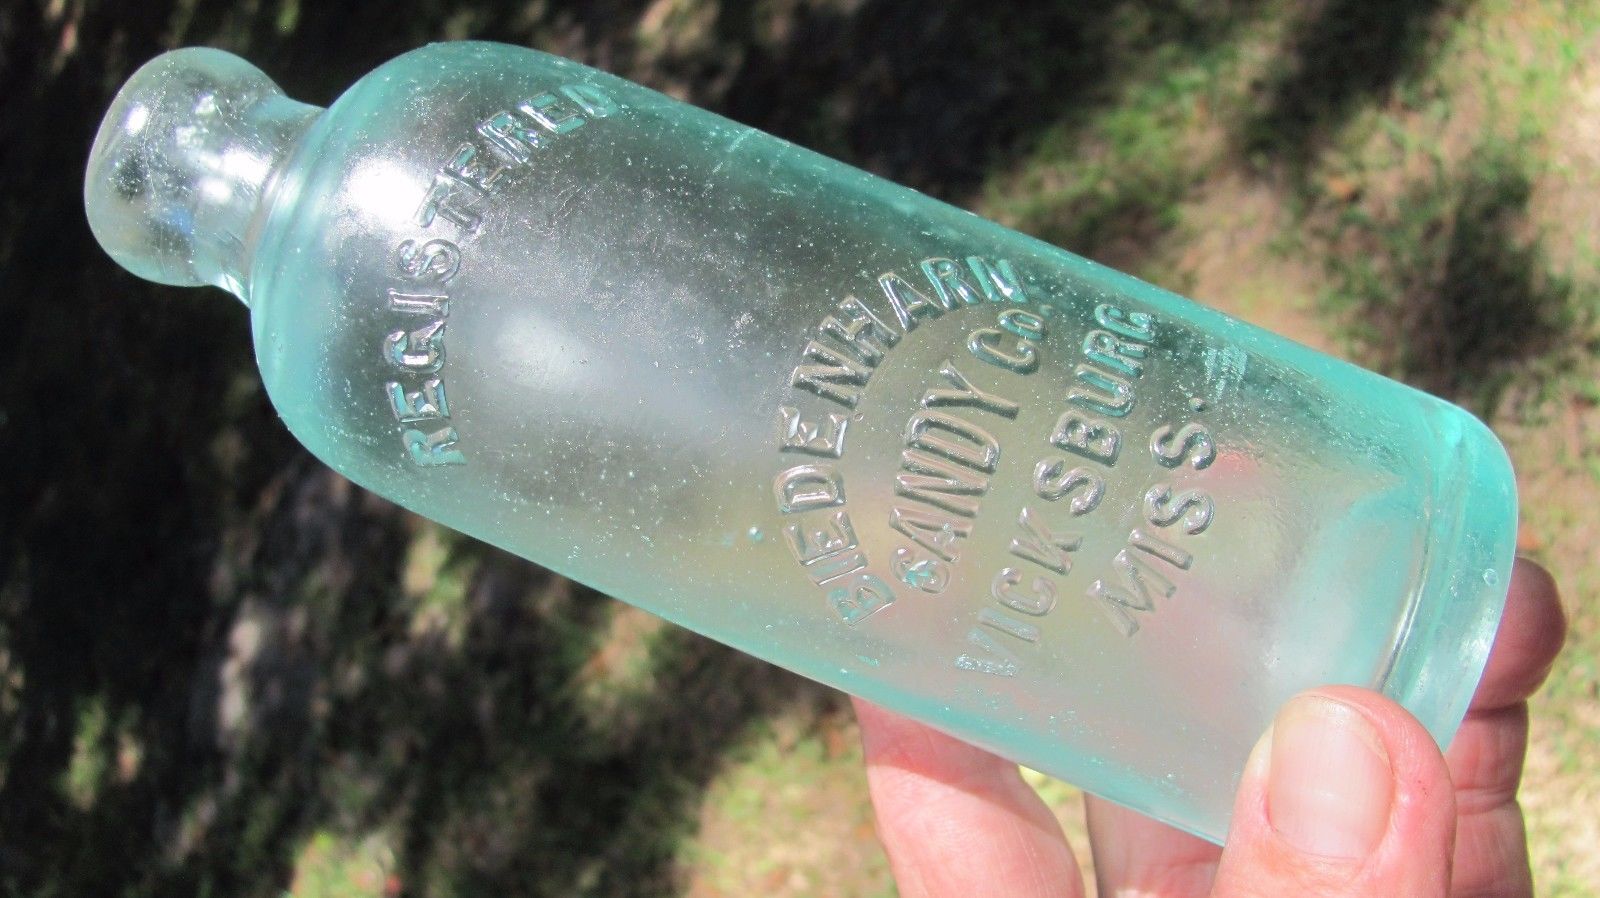 REGISTERED
BIEDENHARN
CANDY CO.
VICKSBURG
MISS.